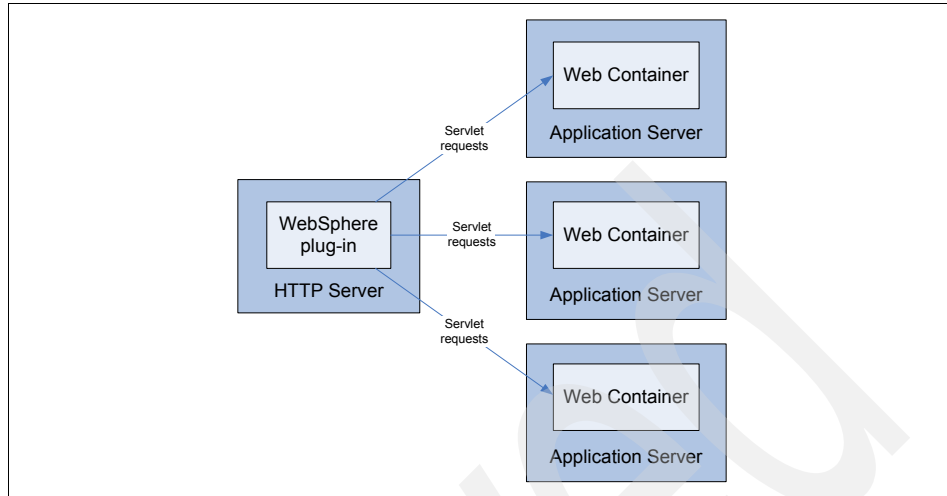 Web Container
Application Server
Servlet
requests
WebSphere
plug-in
HTTP Server
Servlet
requests
Web Container
Application Server
Servlet
requests
Web Container
Application Server